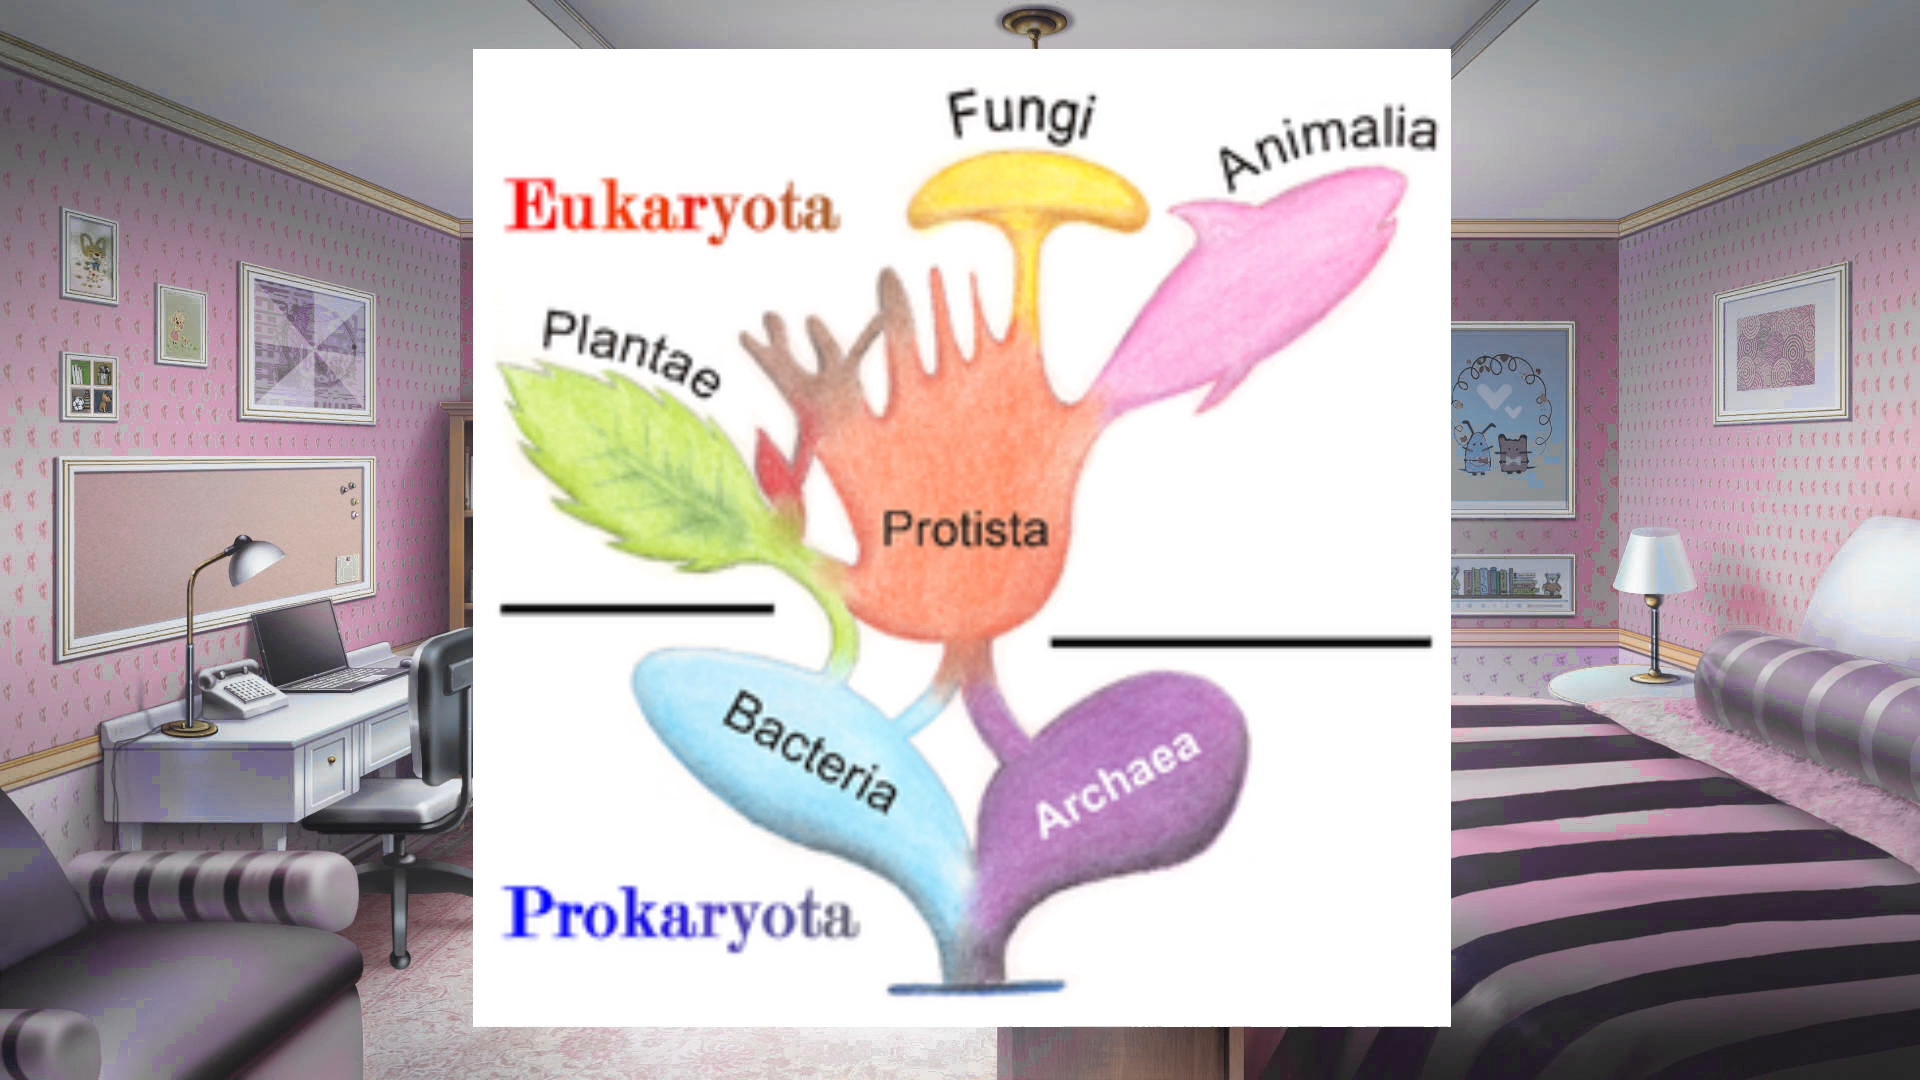 Fungi
Animalia
Eukaryota
Plantae
Protista
Bacteria
Archaea
Prokaryota